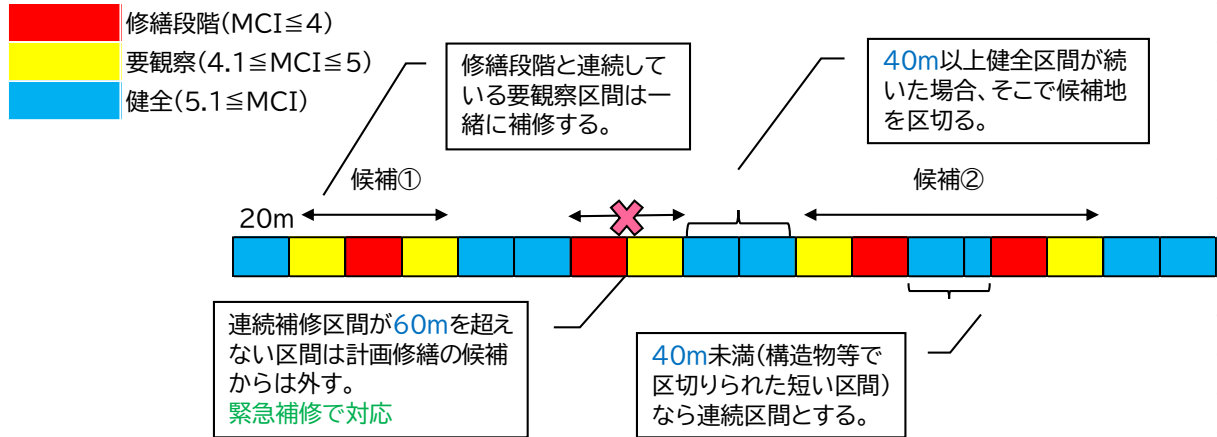 修繕段階(MCI≦4)
要観察(4.1≦MCI≦5)
健全(5.1≦MCI)
修繕段階と連続して
いる要観察区間は一
緒に補修する。
40m以上健全区間が続
いた場合、そこで候補地
を区切る。
候補①
候補②
20m
連続補修区間が60mを超え
ない区間は計画修繕の候補
からは外す。
緊急補修で対応
40m未満(構造物等で
区切りられた短い区間)
なら連続区間とする。